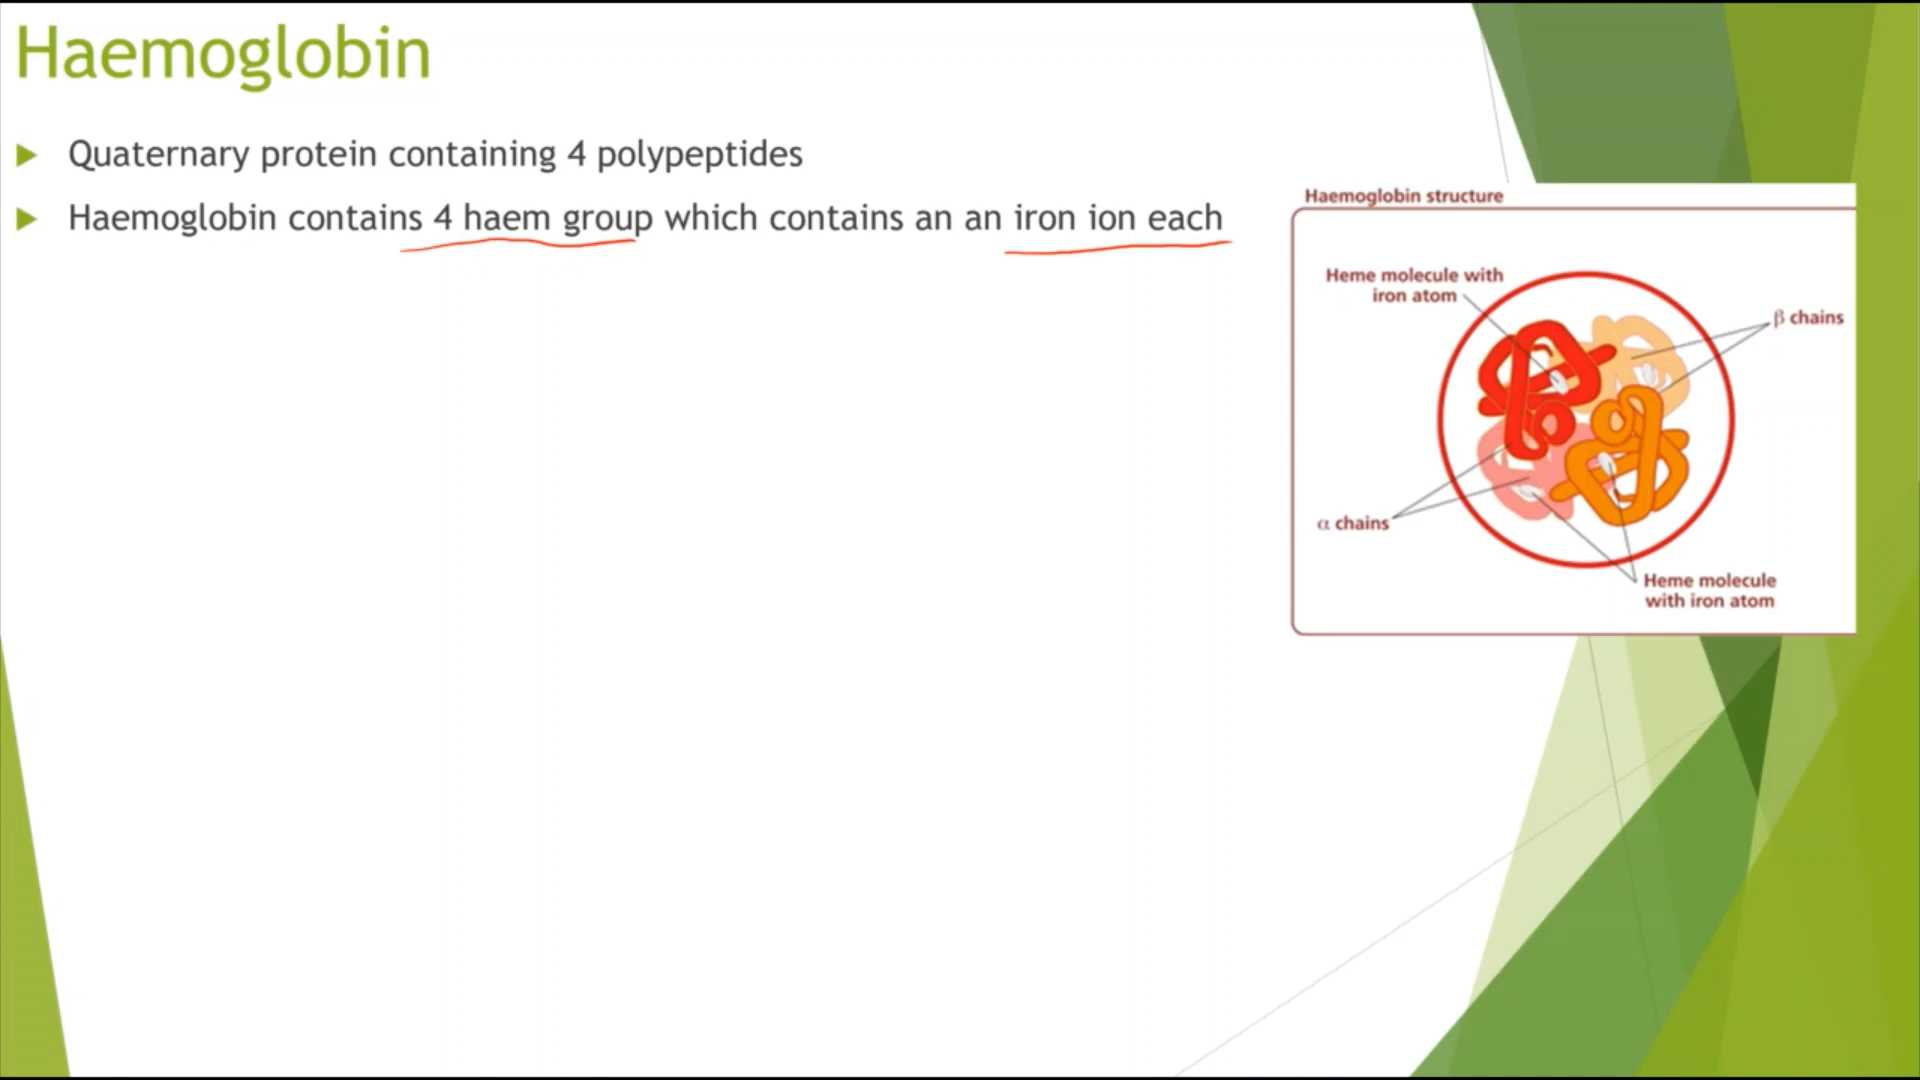 Haemoglobin
Quaternary protein containing 4 polypeptides
Haemoglobin contains 4 haem group which contains an an iron ion each
Haemoglobin structure
Heme molecule with
iron atom
β chains
α chains
Heme molecule
with iron atom